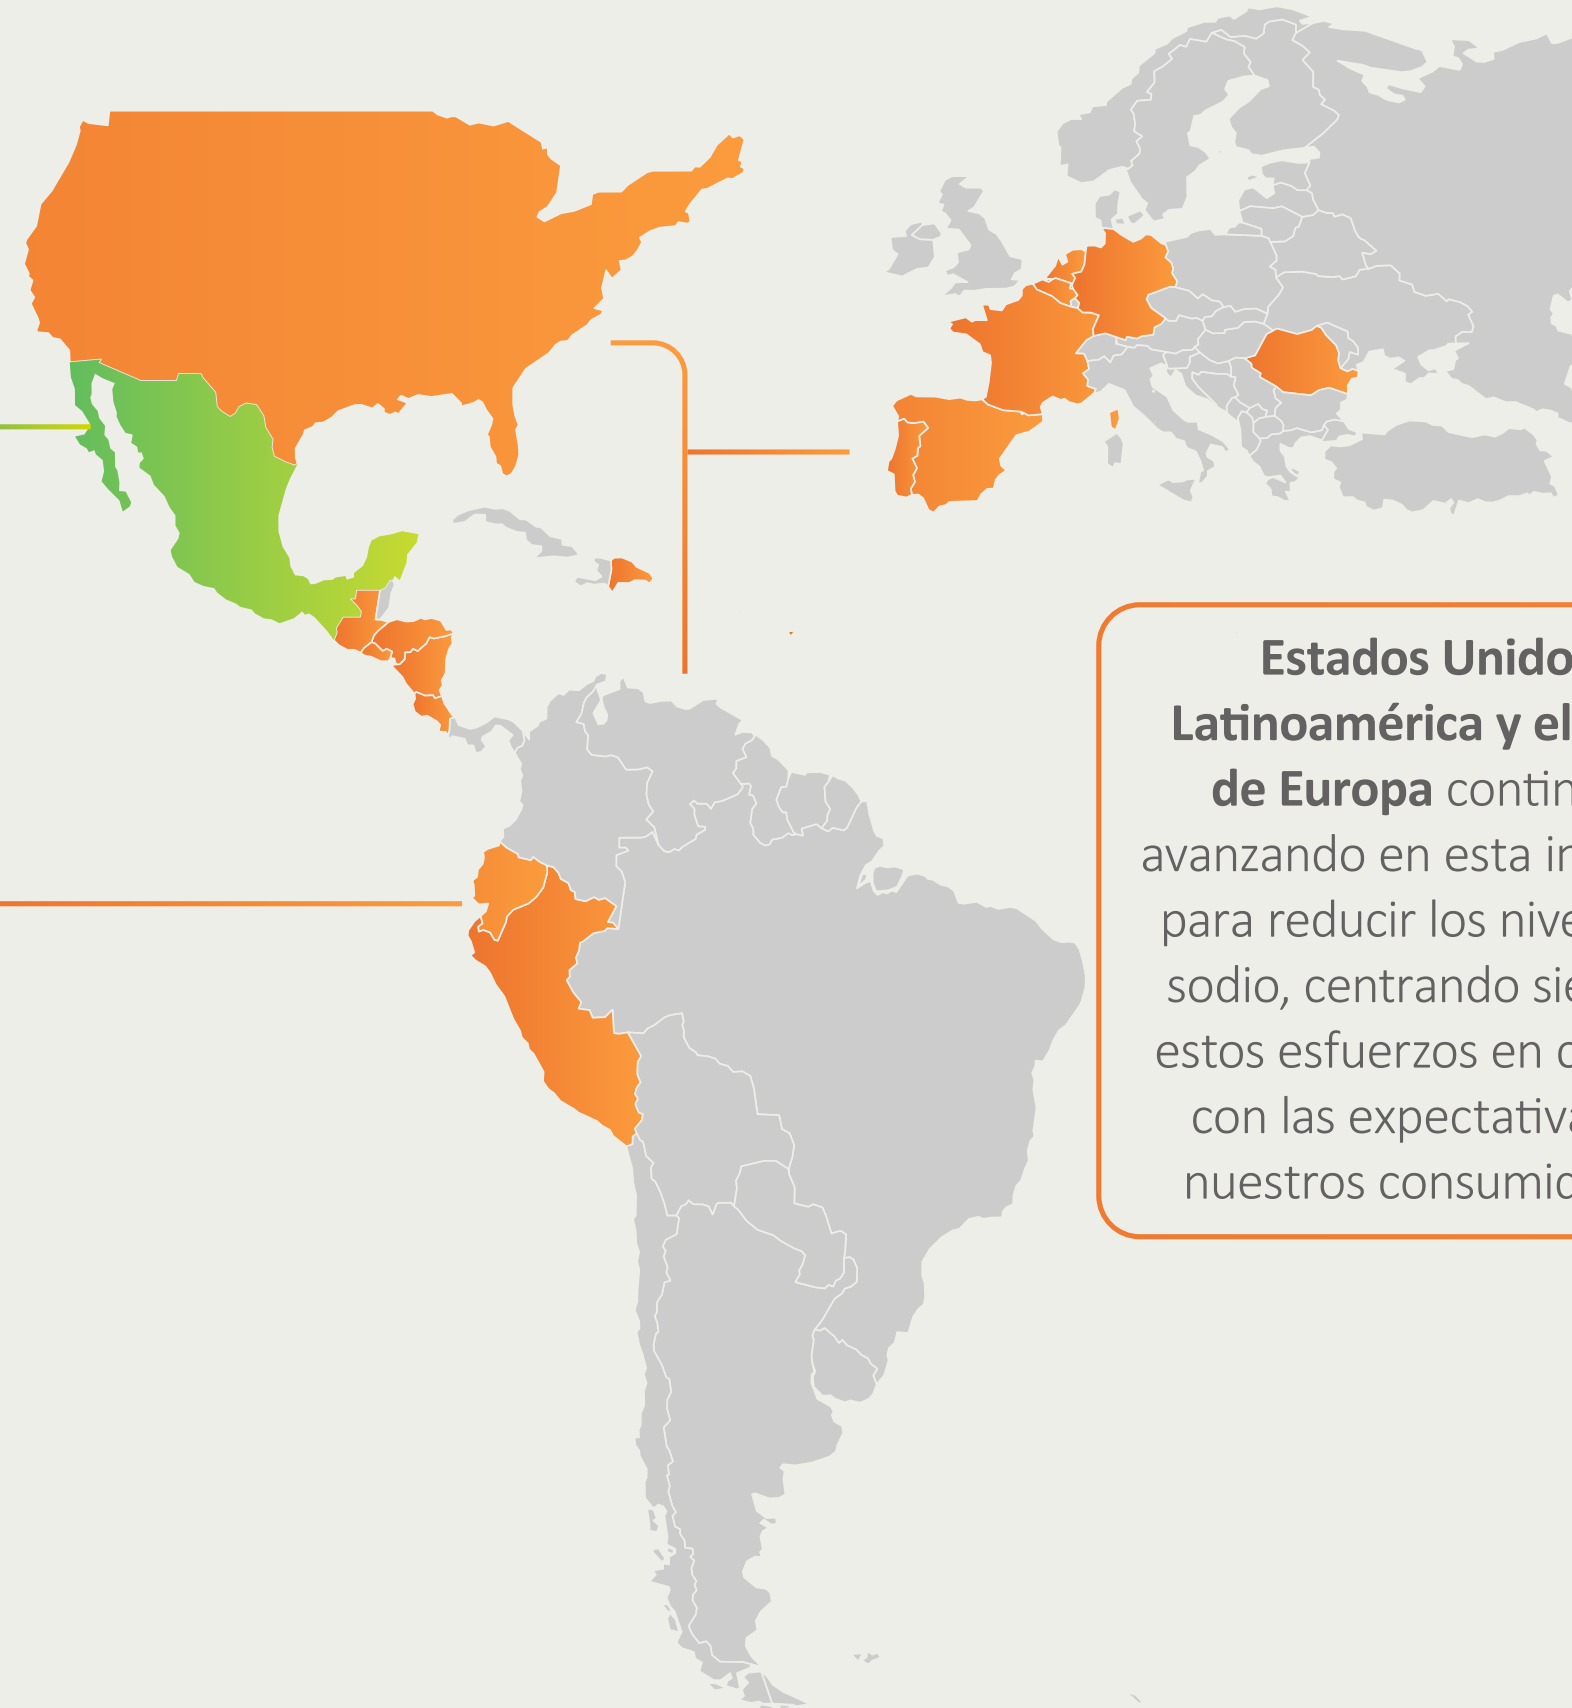 Estados Unido
Latinoamérica y el
de Europa contin
avanzando en esta in
para reducir los nive
sodio, centrando sie
estos esfuerzos en c
con las expectativa
nuestros consumid